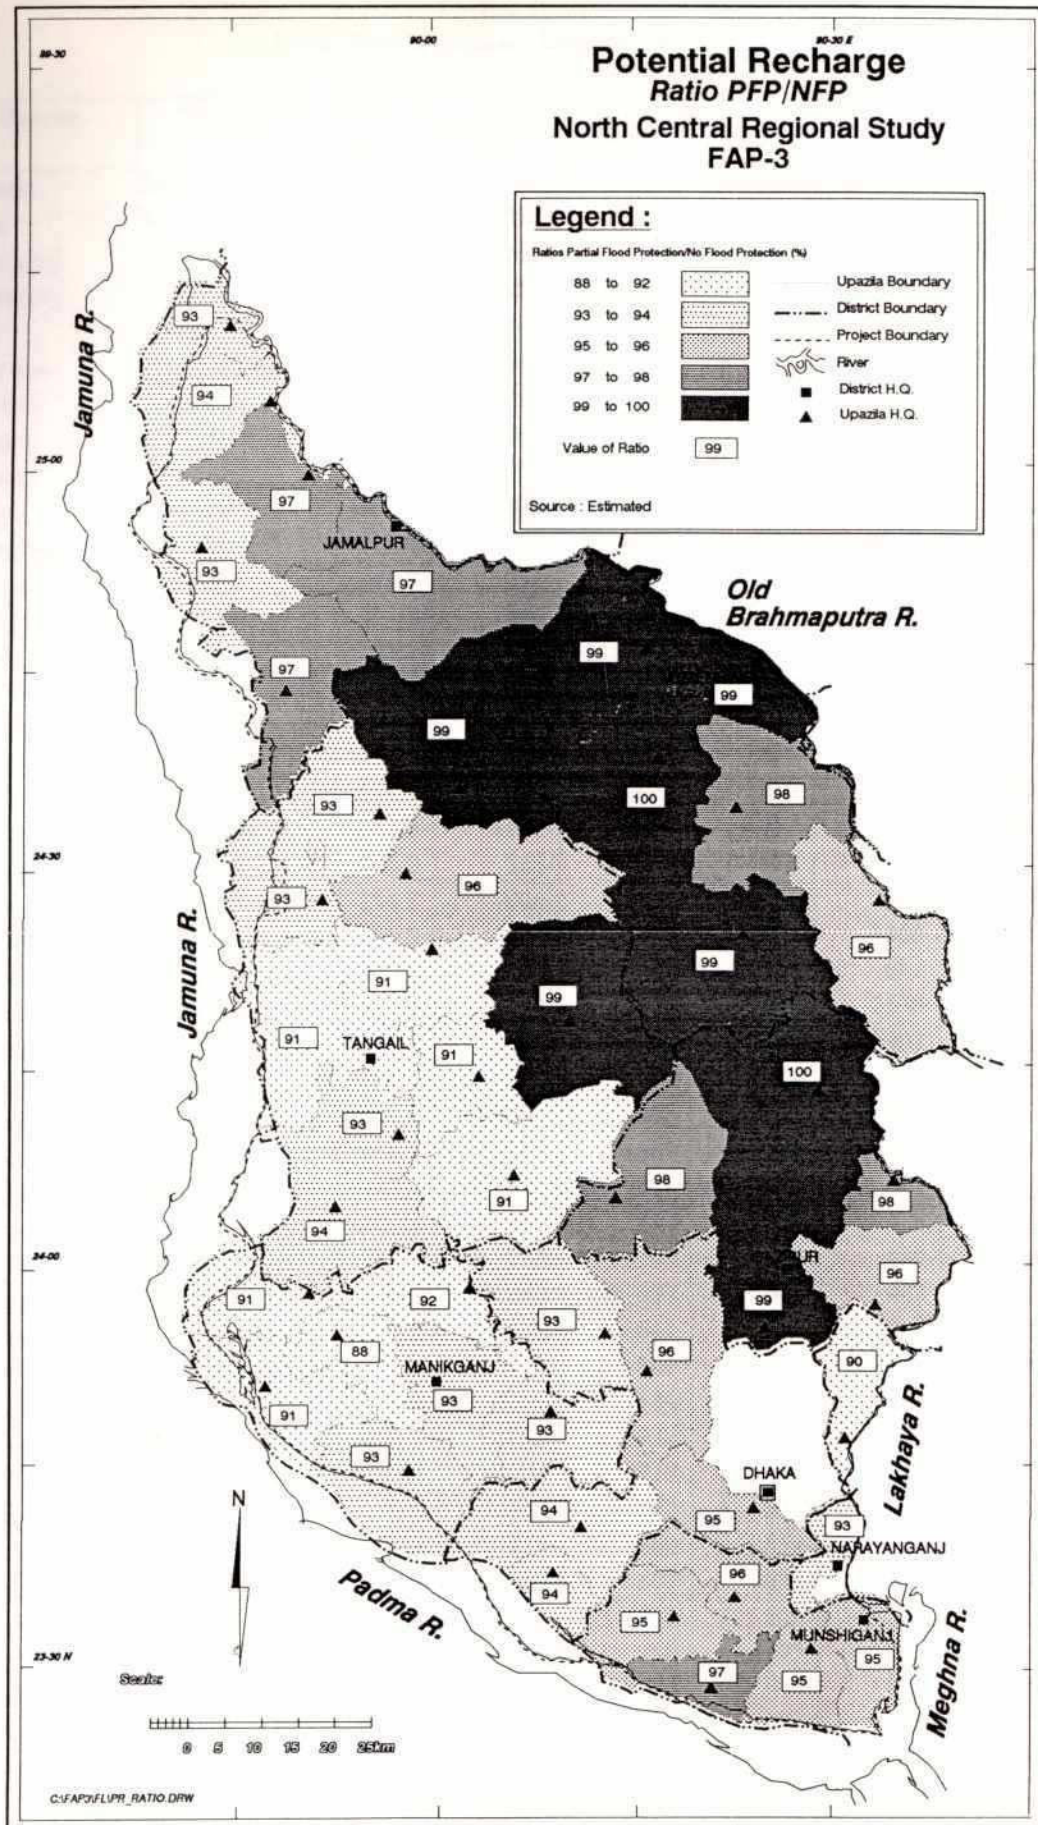 90-00
90-30 E
Potential Recharge
Ratio PFP/NFP
North Central Regional Study
FAP-3
Legend :
Ratios Partial Flood Protection/No Flood Protection (%)
88 to 92
93 to 94
95 to 96
97 to 98
99 to 100
Value of Ratio 99
Source : Estimated
Upazila Boundary
District Boundary
Project Boundary
River
District H.Q.
Upazila H.Q.
Jamuna R.
93
94
25-00
97
JAMALPUR
93
97
Old
Brahmaputra R.
99
97
99
99
93
100
98
24-30
96
93
96
Jamuna R.
91
99
99
91
TANGAIL
91
100
93
98
91
98
94
24-00
96
91
92
99
93
88
96
90
MANIKGANJ
93
91
93
Lakhaya R.
93
DHAKA
N
94
95
93
NARAYANGANJ
96
94
Padma R.
95
MUNSHIGANJ
95
97
95
Meghna R.
23-30 N
Scale:
0 5 10 15 20 25km
C:\FAP3\FL\PR_RATIO.DRW